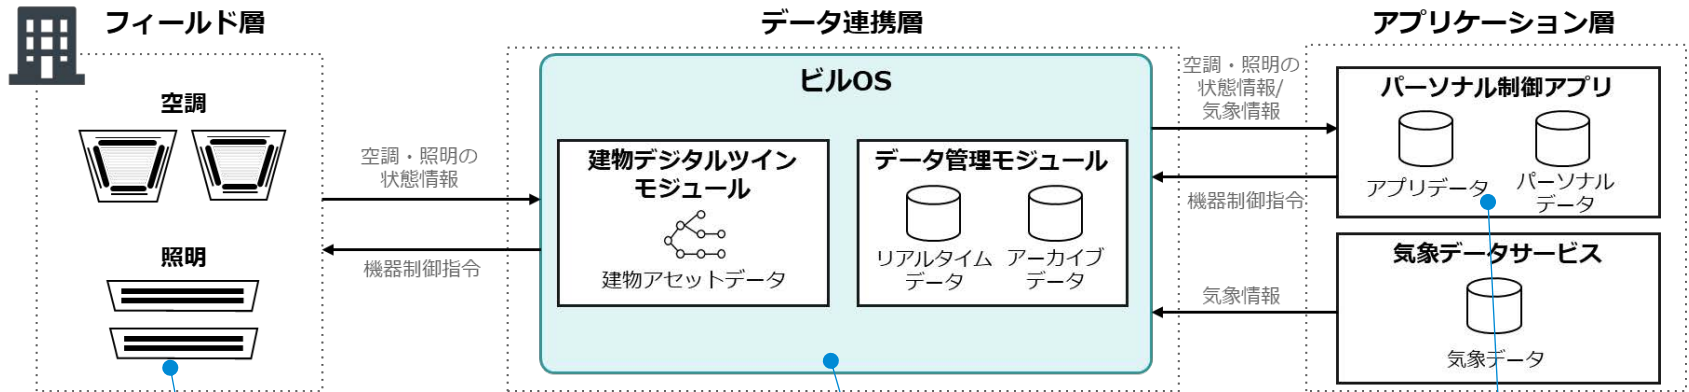 フィールド層
空調
照明
空調・照明の
状態情報
機器制御指令
データ連携層
ビルOS
建物デジタルツイン
モジュール
建物アセットデータ
データ管理モジュール
リアルタイム
データ
アーカイブ
データ
空調・照明の
状態情報/
気象情報
機器制御指令
気象情報
アプリケーション層
パーソナル制御アプリ
アプリデータ
パーソナル
データ
気象データサービス
気象データ